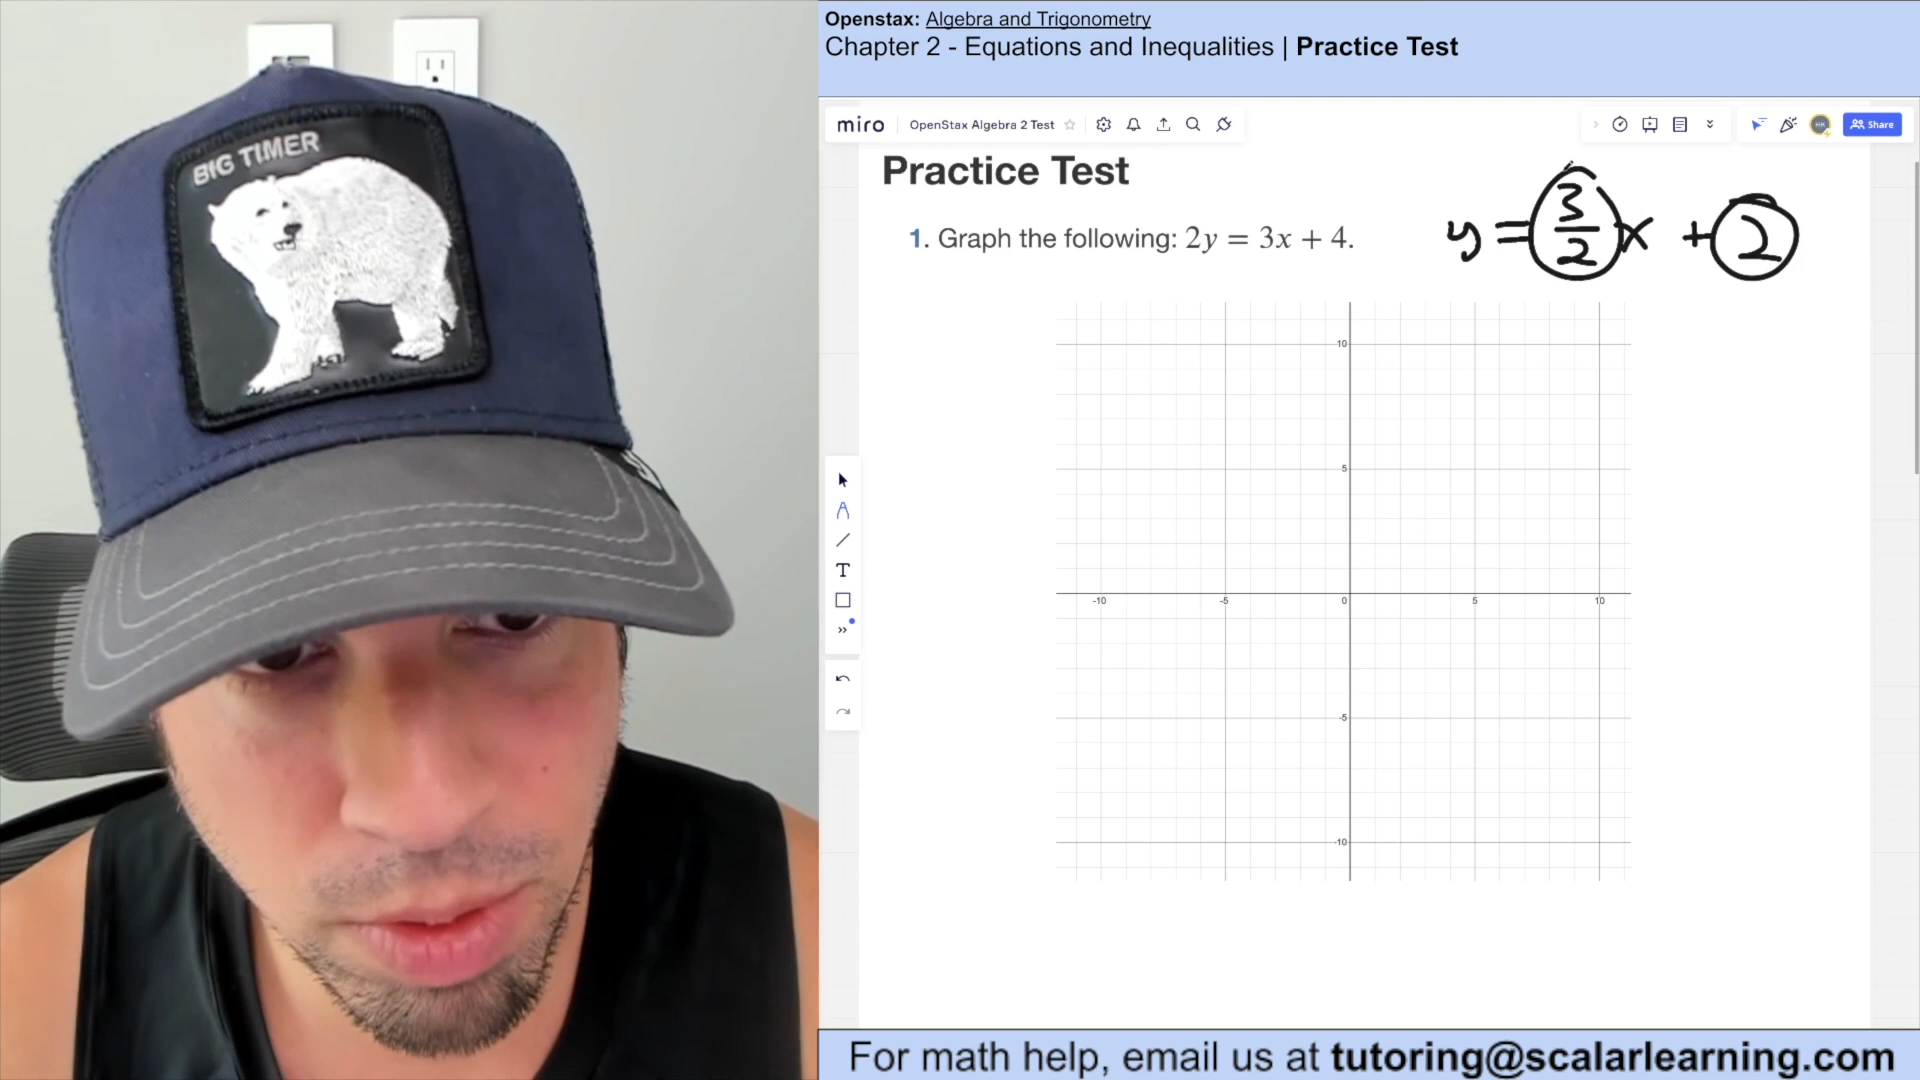 BIG TIMER
Openstax: Algebra and Trigonometry
Chapter 2 - Equations and Inequalities | Practice Test
miro OpenStax Algebra 2 Test Share
Practice Test
1. Graph the following: 2y = 3x + 4.
y = 3/2 x + 2
10
5
-10 -5 0 5 10
-5
-10
T
For math help, email us at tutoring@scalarlearning.com